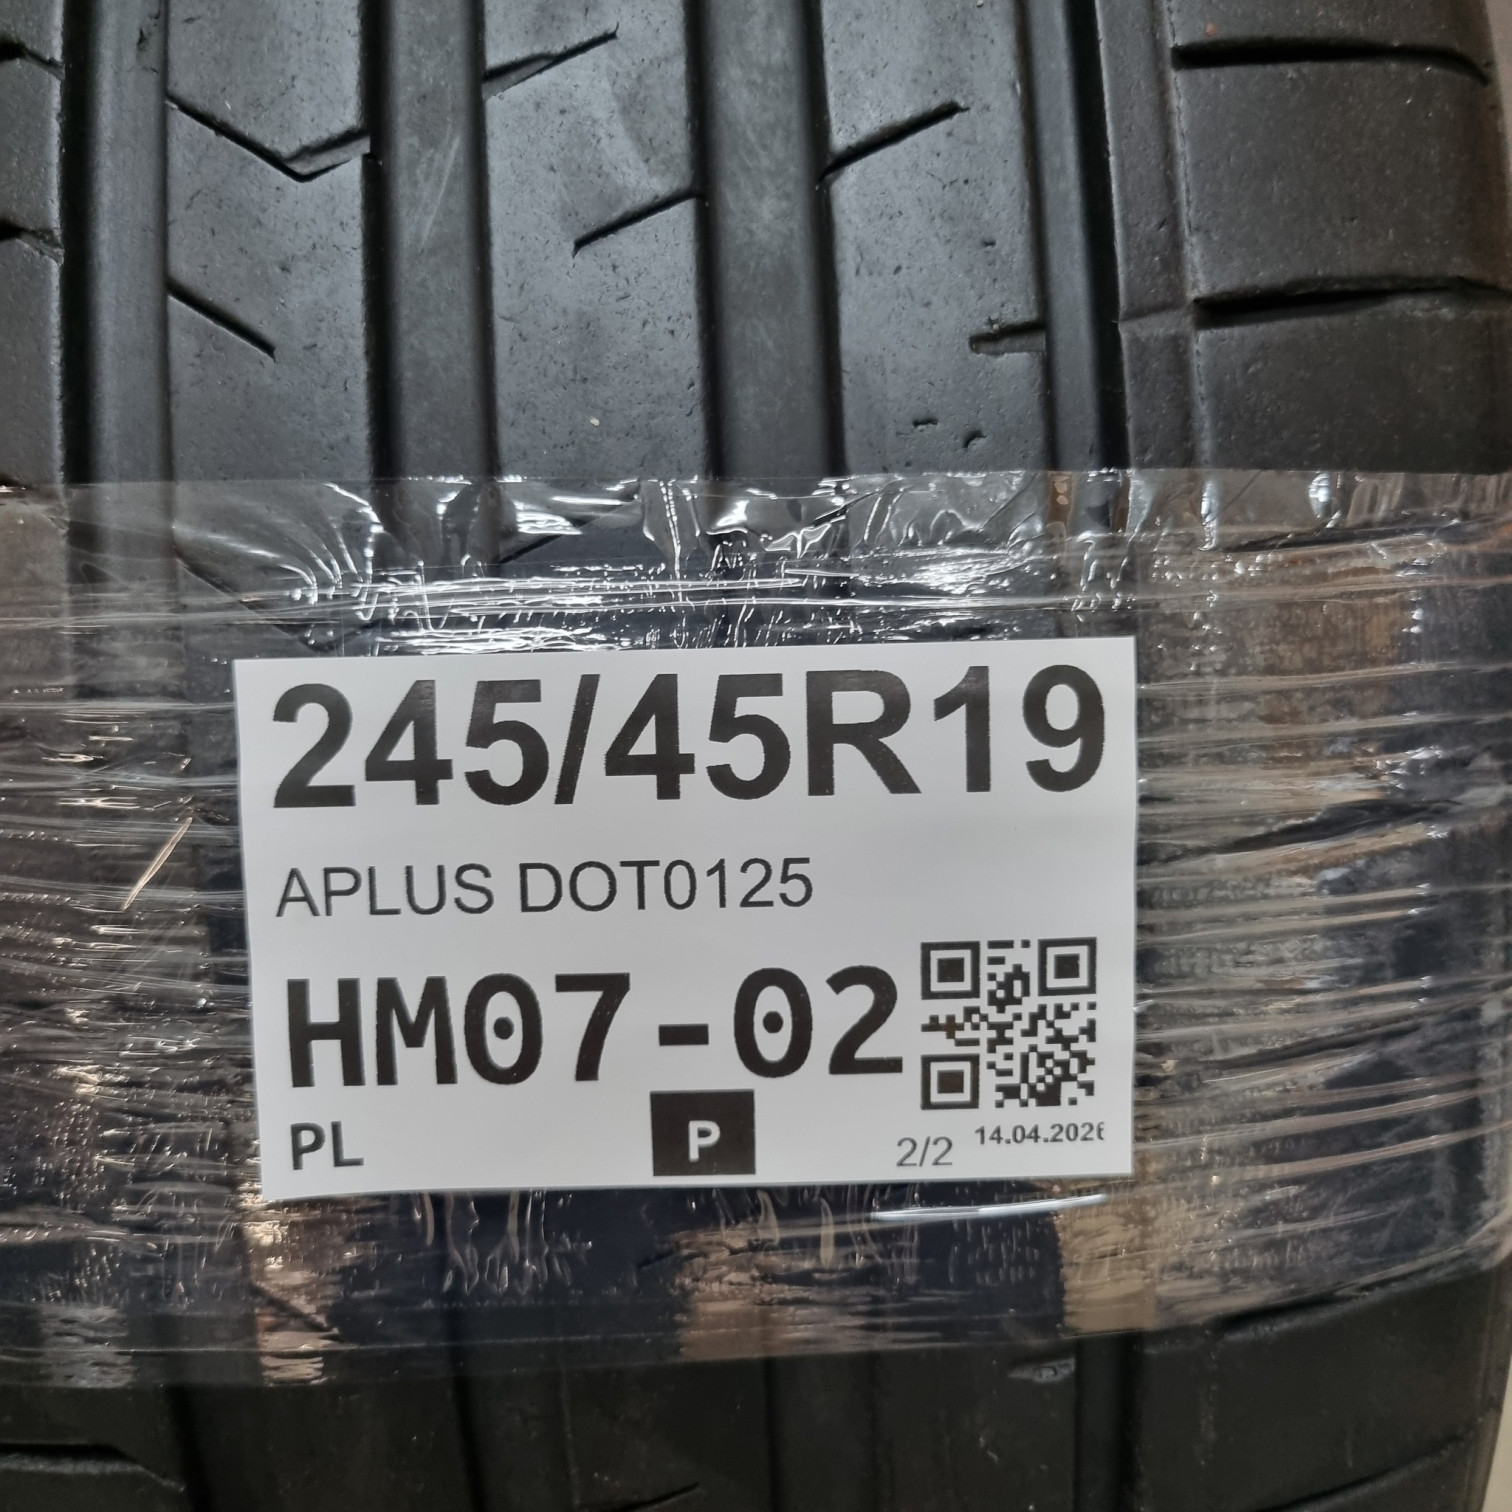 245/45R19
APLUS DOT0125
HM07-02
PL
P
2/2 14.04.2026